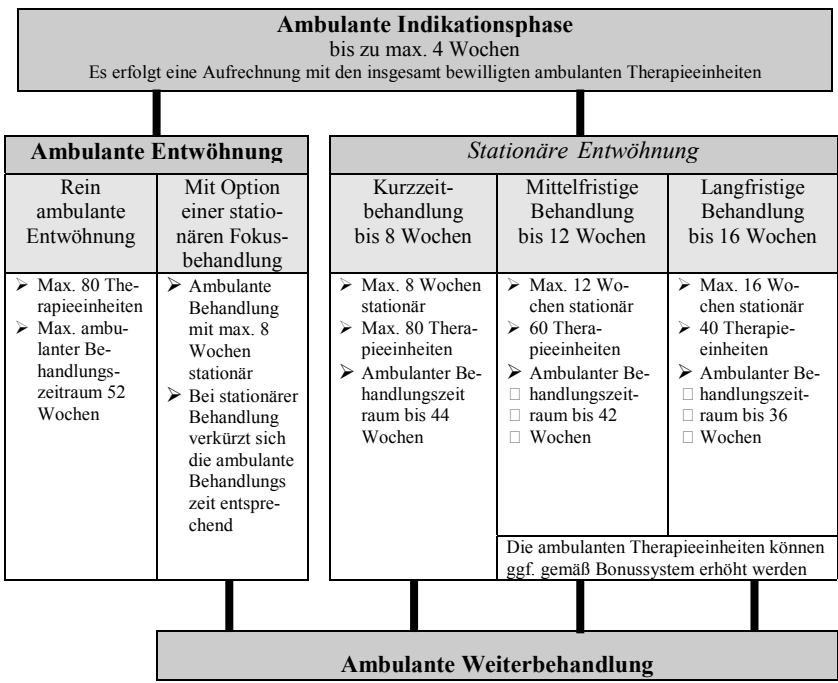 Ambulante Indikationsphase
bis zu max. 4 Wochen
Es erfolgt eine Aufrechnung mit den insgesamt bewilligten ambulanten Therapieeinheiten
Ambulante Entwöhnung
Rein
ambulante
Entwöhnung
➢ Max. 80 The-
rapieeinheiten
➢ Max. ambu-
lanter Be-
handlungs-
zeitraum 52
Wochen
Mit Option
einer statio-
nären Fokus-
behandlung
➢ Ambulante
Behandlung
mit max. 8
Wochen
stationär
➢ Bei stationärer
Behandlung
verkürzt sich
die ambulante
Behandlungs
zeit entspre-
chend
Stationäre Entwöhnung
Kurzzeit-
behandlung
bis 8 Wochen
➢ Max. 8 Wochen
stationär
➢ Max. 80 Thera-
pieeinheiten
➢ Ambulanter Be-
handlungszeit
raum bis 44
Wochen
Mittelfristige
Behandlung
bis 12 Wochen
➢ Max. 12 Wo-
chen stationär
➢ 60 Thera-
pieeinheiten
➢ Ambulanter Be-
□ handlungszeit-
□ raum bis 42
□ Wochen
Langfristige
Behandlung
bis 16 Wochen
➢ Max. 16 Wo-
chen stationär
➢ 40 Therapie-
einheiten
➢ Ambulanter Be-
□ handlungszeit-
□ raum bis 36
□ Wochen
Die ambulanten Therapieeinheiten können
ggf. gemäß Bonussystem erhöht werden
Ambulante Weiterbehandlung